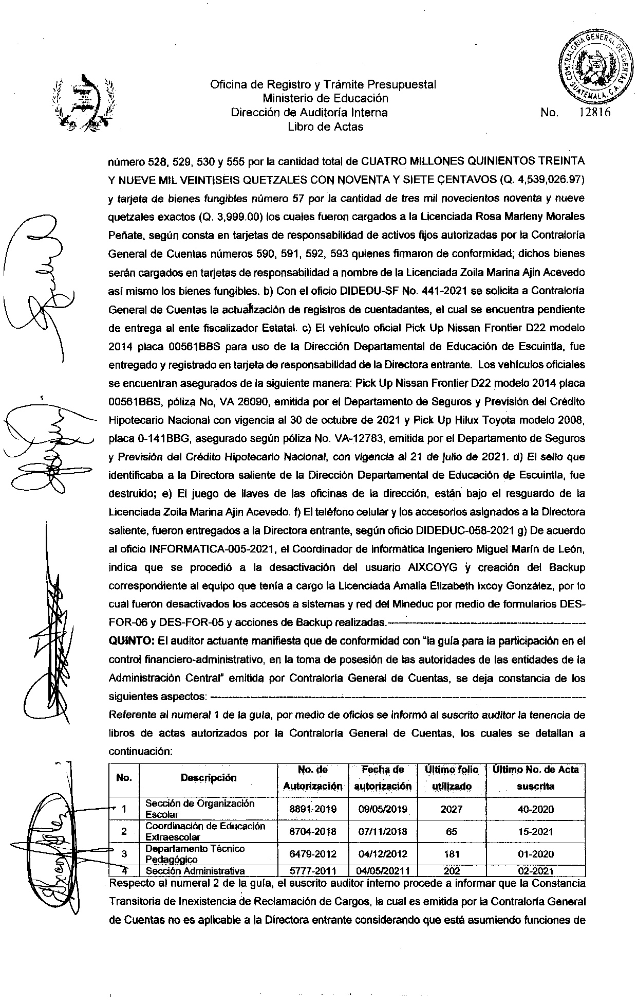 CONTRALORIA GENERAL DE CUENTAS
GUATEMALA, C.A.
Oficina de Registro y Trámite Presupuestal
Ministerio de Educación
Dirección de Auditoría Interna
No. 12816
Libro de Actas
número 528, 529, 530 y 555 por la cantidad total de CUATRO MILLONES QUINIENTOS TREINTA
Y NUEVE MIL VEINTISEIS QUETZALES CON NOVENTA Y SIETE CENTAVOS (Q. 4,539,026.97)
y tarjeta de bienes fungibles número 57 por la cantidad de tres mil novecientos noventa y nueve
quetzales exactos (Q. 3,999.00) los cuales fueron cargados a la Licenciada Rosa Marleny Morales
Peñate, según consta en tarjetas de responsabilidad de activos fijos autorizadas por la Contraloría
General de Cuentas números 590, 591, 592, 593 quienes firmaron de conformidad; dichos bienes
serán cargados en tarjetas de responsabilidad a nombre de la Licenciada Zoila Marina Ajin Acevedo
así mismo los bienes fungibles. b) Con el oficio DIDEDU-SF No. 441-2021 se solicita a Contraloría
General de Cuentas la actualización de registros de cuentadantes, el cual se encuentra pendiente
de entrega al ente fiscalizador Estatal. c) El vehículo oficial Pick Up Nissan Frontier D22 modelo
2014 placa 00561BBS para uso de la Dirección Departamental de Educación de Escuintla, fue
entregado y registrado en tarjeta de responsabilidad de la Directora entrante. Los vehículos oficiales
se encuentran asegurados de la siguiente manera: Pick Up Nissan Frontier D22 modelo 2014 placa
00561BBS, póliza No, VA 26090, emitida por el Departamento de Seguros y Previsión del Crédito
Hipotecario Nacional con vigencia al 30 de octubre de 2021 y Pick Up Hilux Toyota modelo 2008,
placa 0-141BBG, asegurado según póliza No. VA-12783, emitida por el Departamento de Seguros
y Previsión del Crédito Hipotecario Nacional, con vigencia al 21 de julio de 2021. d) El sello que
identificaba a la Directora saliente de la Dirección Departamental de Educación de Escuintla, fue
destruido; e) El juego de llaves de las oficinas de la dirección, están bajo el resguardo de la
Licenciada Zoila Marina Ajin Acevedo. f) El teléfono celular y los accesorios asignados a la Directora
saliente, fueron entregados a la Directora entrante, según oficio DIDEDUC-058-2021 g) De acuerdo
al oficio INFORMATICA-005-2021, el Coordinador de informática Ingeniero Miguel Marín de León,
indica que se procedió a la desactivación del usuario AIXCOYG y creación del Backup
correspondiente al equipo que tenía a cargo la Licenciada Amalia Elizabeth Ixcoy González, por lo
cual fueron desactivados los accesos a sistemas y red del Mineduc por medio de formularios DES-
FOR-06 y DES-FOR-05 y acciones de Backup realizadas.--------------------
QUINTO: El auditor actuante manifiesta que de conformidad con "la guía para la participación en el
control financiero-administrativo, en la toma de posesión de las autoridades de las entidades de la
Administración Central" emitida por Contraloría General de Cuentas, se deja constancia de los
siguientes aspectos: --------------------
Referente al numeral 1 de la guía, por medio de oficios se informó al suscrito auditor la tenencia de
libros de actas autorizados por la Contraloría General de Cuentas, los cuales se detallan a
continuación:
No. Descripción No. de Autorización Fecha de autorización Último folio utilizado Último No. de Acta suscrita
1 Sección de Organización Escolar 8891-2019 09/05/2019 2027 40-2020
2 Coordinación de Educación Extraescolar 8704-2018 07/11/2018 65 15-2021
3 Departamento Técnico Pedagógico 6479-2012 04/12/2012 181 01-2020
4 Sección Administrativa 5777-2011 04/05/20211 202 02-2021
Respecto al numeral 2 de la guía, el suscrito auditor interno procede a informar que la Constancia
Transitoria de Inexistencia de Reclamación de Cargos, la cual es emitida por la Contraloría General
de Cuentas no es aplicable a la Directora entrante considerando que está asumiendo funciones de